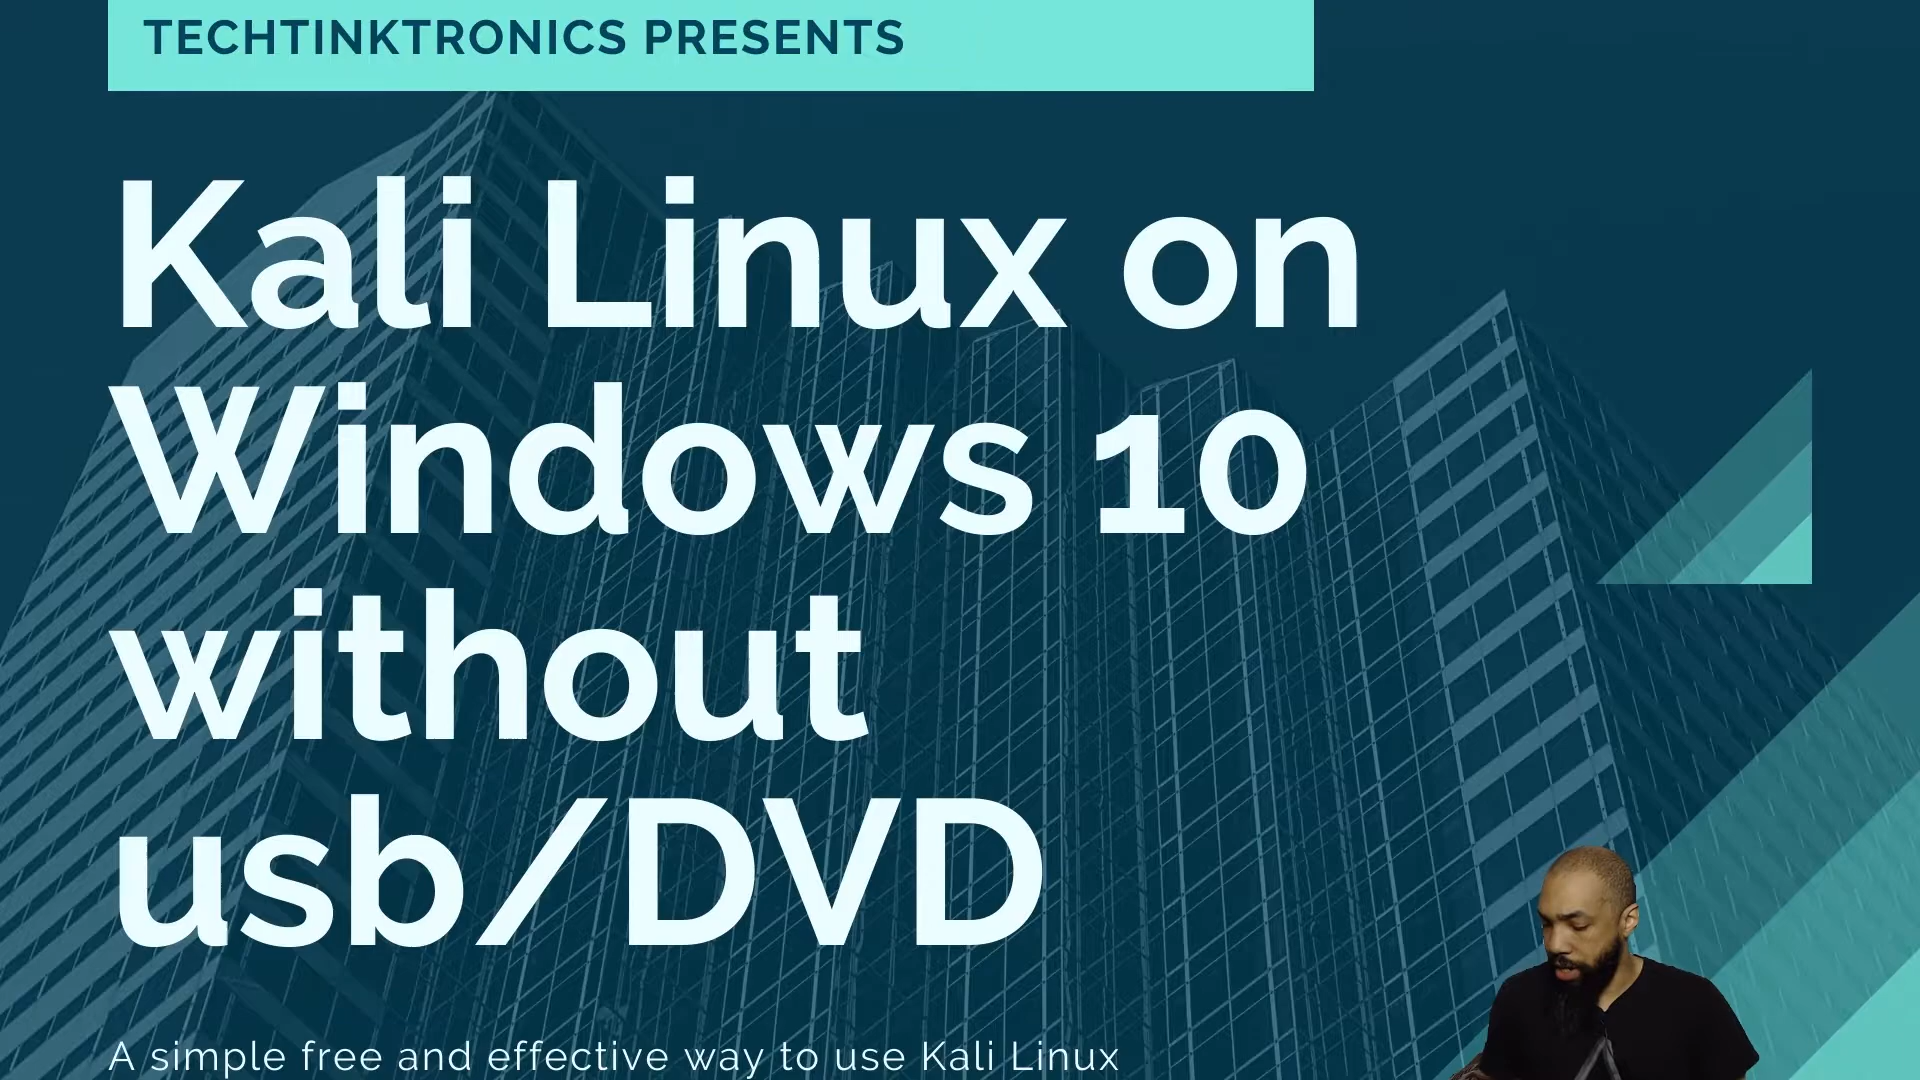 TECHTINKTRONICS PRESENTS
Kali Linux on
Windows 10
without
usb/DVD
A simple free and effective way to use Kali Linux